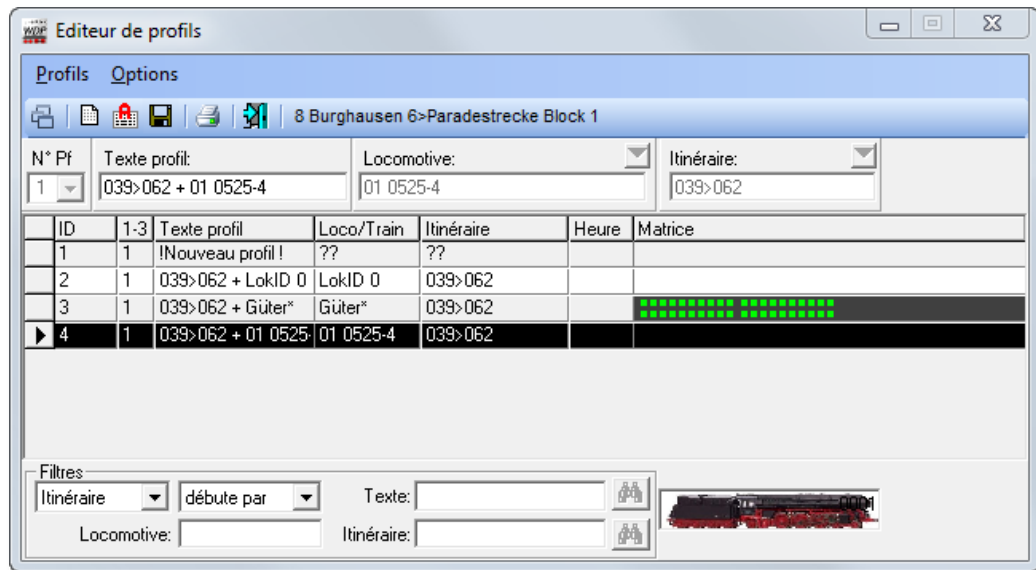 WDP Editeur de profils
Profils Options
8 Burghausen 6>Paradestrecke Block 1
N° Pf Texte profil: Locomotive: Itinéraire:
1 039>062 + 01 0525-4 01 0525-4 039>062
ID 1-3 Texte profil Loco/Train Itinéraire Heure Matrice
1 1 !Nouveau profil ! ?? ??
2 1 039>062 + LokID 0 LokID 0 039>062
3 1 039>062 + Güter* Güter* 039>062
4 1 039>062 + 01 0525- 01 0525-4 039>062
Filtres
Itinéraire débute par Texte:
0001
Locomotive: Itinéraire: